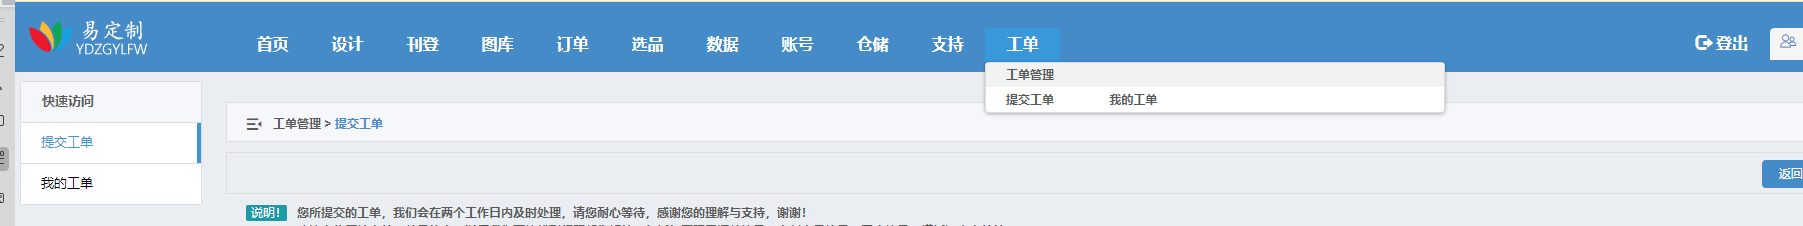 易定制
YDZGYLFW
首页 设计 刊登 图库 订单 选品 数据 账号 仓储 支持 工单 登出
工单管理
提交工单 我的工单
快速访问
提交工单
我的工单
工单管理 > 提交工单
返回
说明! 您所提交的工单，我们会在两个工作日内及时处理，请您耐心等待，感谢您的理解与支持，谢谢!